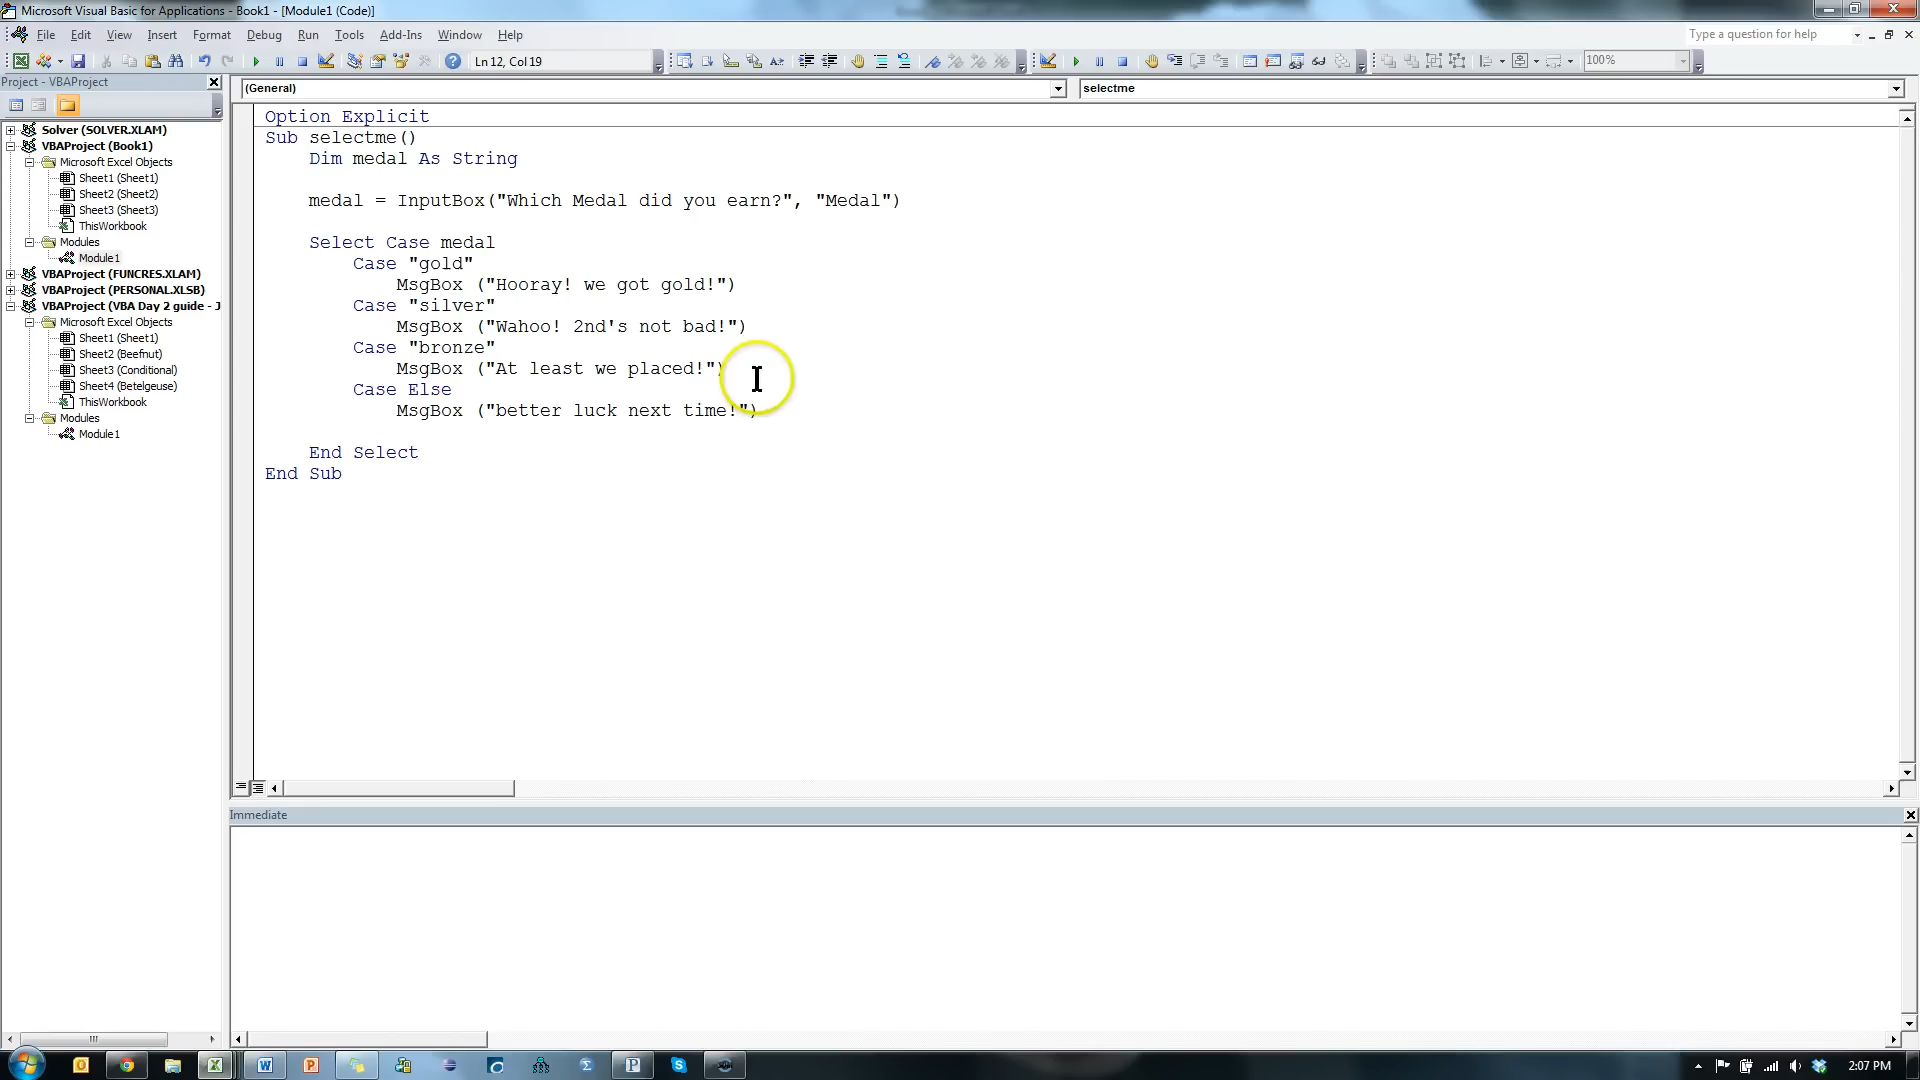 Microsoft Visual Basic for Applications - Book1 - [Module1 (Code)]
File Edit View Insert Format Debug Run Tools Add-Ins Window Help
Type a question for help
Ln 12, Col 19
100%
Project - VBAProject
(General)
selectme
Solver (SOLVER.XLAM)
VBAProject (Book1)
Microsoft Excel Objects
Sheet1 (Sheet1)
Sheet2 (Sheet2)
Sheet3 (Sheet3)
ThisWorkbook
Modules
Module1
VBAProject (FUNCRES.XLAM)
VBAProject (PERSONAL.XLSB)
VBAProject (VBA Day 2 guide - J
Microsoft Excel Objects
Sheet1 (Sheet1)
Sheet2 (Beefnut)
Sheet3 (Conditional)
Sheet4 (Betelgeuse)
ThisWorkbook
Modules
Module1
Option Explicit
Sub selectme()
Dim medal As String
medal = InputBox("Which Medal did you earn?", "Medal")
Select Case medal
Case "gold"
MsgBox ("Hooray! we got gold!")
Case "silver"
MsgBox ("Wahoo! 2nd's not bad!")
Case "bronze"
MsgBox ("At least we placed!")
Case Else
MsgBox ("better luck next time!")
End Select
End Sub
Immediate
2:07 PM